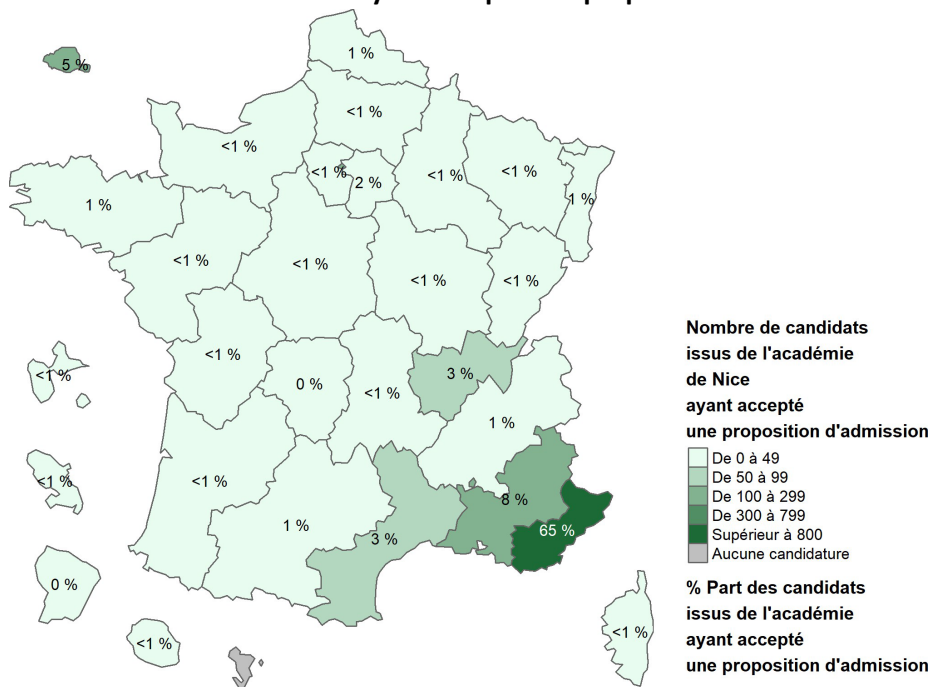 1 %
5 %
<1 %
<1 %
<1 %
2 %
<1 %
<1 %
1 %
1 %
<1 %
<1 %
<1 %
<1 %
<1 %
0 %
<1 %
3 %
<1 %
1 %
<1 %
<1 %
1 %
3 %
8 %
65 %
0 %
<1 %
<1 %
Nombre de candidats
issus de l'académie
de Nice
ayant accepté
une proposition d'admission
De 0 à 49
De 50 à 99
De 100 à 299
De 300 à 799
Supérieur à 800
Aucune candidature
% Part des candidats
issus de l'académie
ayant accepté
une proposition d'admission